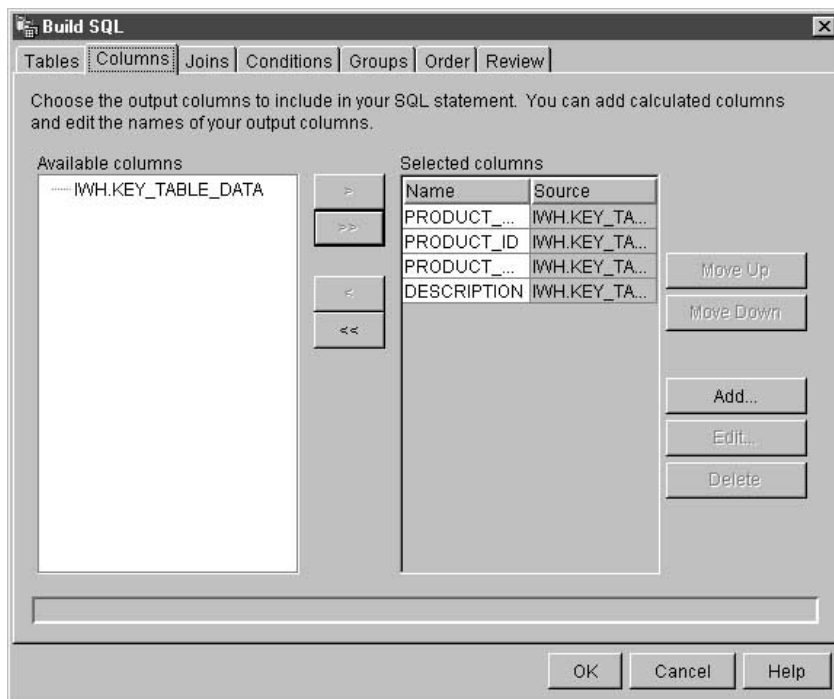 Build SQL
Tables Columns Joins Conditions Groups Order Review
Choose the output columns to include in your SQL statement. You can add calculated columns
and edit the names of your output columns.
Available columns
IWH.KEY_TABLE_DATA
>
>>
<
<<
Selected columns
Name Source
PRODUCT_... IWH.KEY_TA...
PRODUCT_ID IWH.KEY_TA...
PRODUCT_... IWH.KEY_TA...
DESCRIPTION IWH.KEY_TA...
Move Up
Move Down
Add...
Edit...
Delete
OK Cancel Help